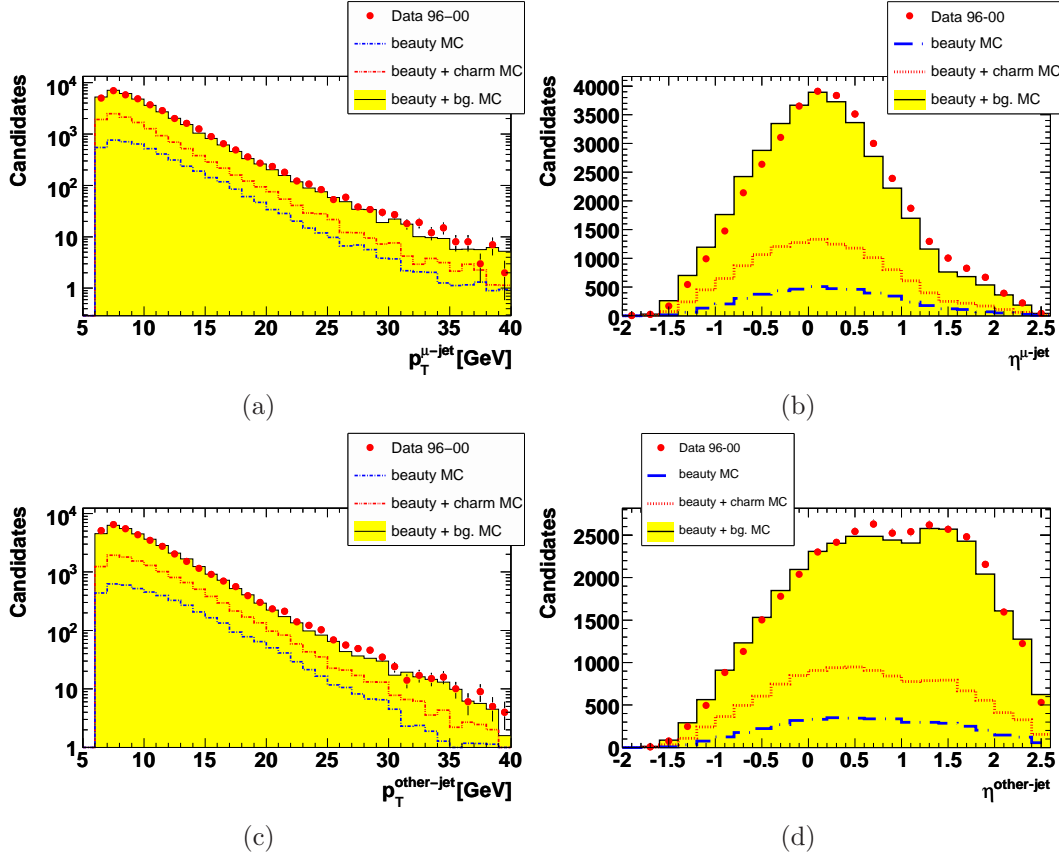 Data 96-00
beauty MC
beauty + charm MC
beauty + bg. MC
Candidates
10^4
10^3
10^2
10
1
5 10 15 20 25 30 35 40
p_T^{μ-jet} [GeV]
(a)
Data 96-00
beauty MC
beauty + charm MC
beauty + bg. MC
Candidates
4000
3500
3000
2500
2000
1500
1000
500
0
-2 -1.5 -1 -0.5 0 0.5 1 1.5 2 2.5
η^{μ-jet}
(b)
Data 96-00
beauty MC
beauty + charm MC
beauty + bg. MC
Candidates
10^4
10^3
10^2
10
1
5 10 15 20 25 30 35 40
p_T^{other-jet} [GeV]
(c)
Data 96-00
beauty MC
beauty + charm MC
beauty + bg. MC
Candidates
2500
2000
1500
1000
500
0
-2 -1.5 -1 -0.5 0 0.5 1 1.5 2 2.5
η^{other-jet}
(d)